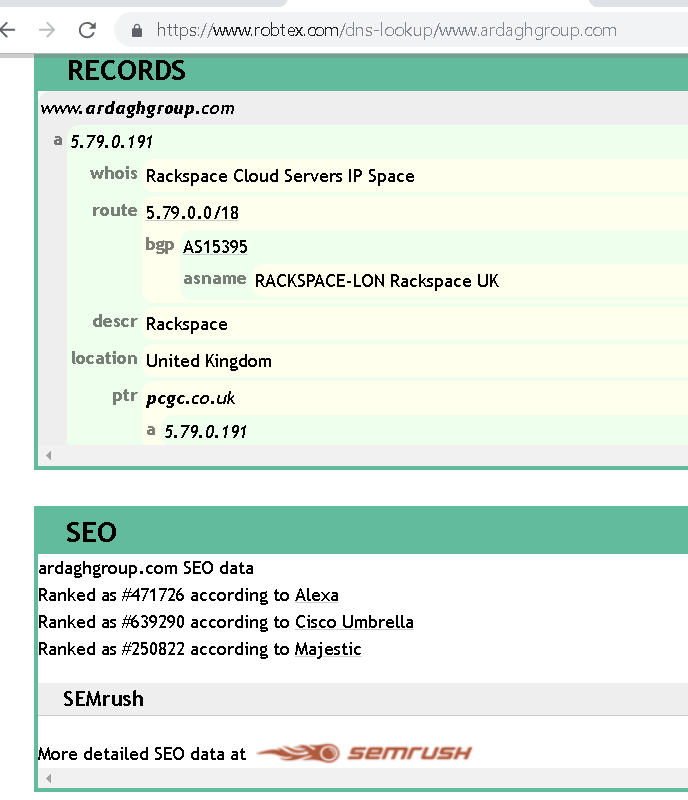 https://www.robtex.com/dns-lookup/www.ardaghgroup.com
RECORDS
www.ardaghgroup.com
a 5.79.0.191
whois Rackspace Cloud Servers IP Space
route 5.79.0.0/18
bgp AS15395
asname RACKSPACE-LON Rackspace UK
descr Rackspace
location United Kingdom
ptr pcgc.co.uk
a 5.79.0.191
SEO
ardaghgroup.com SEO data
Ranked as #471726 according to Alexa
Ranked as #639290 according to Cisco Umbrella
Ranked as #250822 according to Majestic
SEMrush
More detailed SEO data at semrush